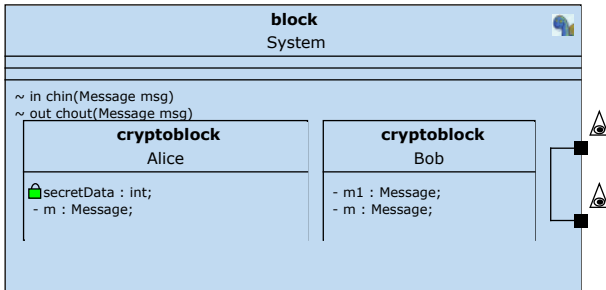 block
System
~ in chin(Message msg)
~ out chout(Message msg)
cryptoblock
Alice
secretData : int;
- m : Message;
cryptoblock
Bob
- m1 : Message;
- m : Message;